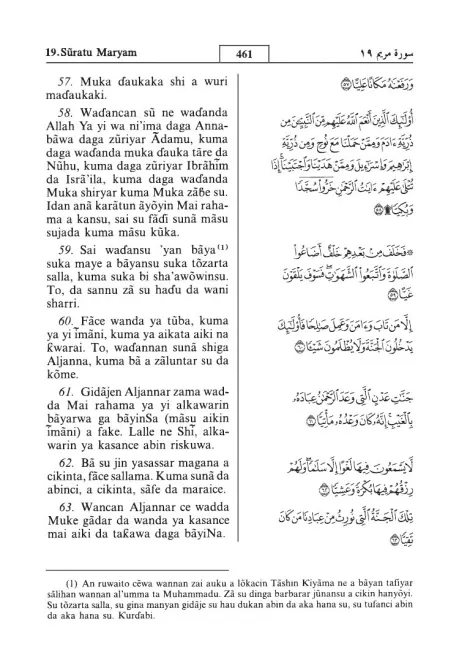 19. Sūratu Maryam
461
سورة مريم ١٩
57. Muka ɗaukaka shi a wuri
maɗaukaki.
58. Waɗancan sū ne waɗanda
Allah Ya yi wa ni'ima daga Anna-
bāwa daga zūriyar Ādamu, kuma
daga waɗanda muka ɗauka tāre da
Nūhu, kuma daga zūriyar Ibrāhīm
da Isrā'īla, kuma daga waɗanda
Muka shiryar kuma Muka zāɓe su.
Idan anā karātun āyōyin Mai raha-
ma a kansu, sai su fāɗi sunā māsu
sujada kuma māsu kūka.
59. Sai waɗansu 'yan bāya⁽¹⁾
suka maye a bāyansu suka tōzarta
salla, kuma suka bi sha'awōwinsu.
To, da sannu zā su haɗu da wani
sharri.
60. Fāce wanda ya tūba, kuma
ya yi īmāni, kuma ya aikata aiki na
ƙwarai. To, waɗannan sunā shiga
Aljanna, kuma bā a zāluntar su da
kōme.
61. Gidājen Aljannar zama wad-
da Mai rahama ya yi alkawarin
bāyarwa ga bāyinSa (māsu aikin
īmāni) a fake. Lalle ne Shī, alka-
warin ya kasance abin riskuwa.
62. Bā su jin yasassar magana a
cikinta, fāce sallama. Kuma sunā da
abinci, a cikinta, sāfe da maraice.
63. Wancan Aljannar ce wadda
Muke gādar da wanda ya kasance
mai aiki da taƙawa daga bāyiNa.
وَرَفَعْنَٰهُ مَكَانًا عَلِيًّا ٥٧
أُوْلَٰٓئِكَ ٱلَّذِينَ أَنْعَمَ ٱللَّهُ عَلَيْهِم مِّنَ ٱلنَّبِيِّـۧنَ مِن
ذُرِّيَّةِ ءَادَمَ وَمِمَّنْ حَمَلْنَا مَعَ نُوحٍ وَمِن ذُرِّيَّةِ
إِبْرَٰهِيمَ وَإِسْرَٰٓءِيلَ وَمِمَّنْ هَدَيْنَا وَٱجْتَبَيْنَآ إِذَا
تُتْلَىٰ عَلَيْهِمْ ءَايَٰتُ ٱلرَّحْمَٰنِ خَرُّواْ سُجَّدًا
وَبُكِيًّا ۩ ٥٨
۞ فَخَلَفَ مِنۢ بَعْدِهِمْ خَلْفٌ أَضَاعُواْ
ٱلصَّلَوٰةَ وَٱتَّبَعُواْ ٱلشَّهَوَٰتِ فَسَوْفَ يَلْقَوْنَ
غَيًّا ٥٩
إِلَّا مَن تَابَ وَءَامَنَ وَعَمِلَ صَٰلِحًا فَأُوْلَٰٓئِكَ
يَدْخُلُونَ ٱلْجَنَّةَ وَلَا يُظْلَمُونَ شَيْـًٔا ٦٠
جَنَّٰتِ عَدْنٍ ٱلَّتِي وَعَدَ ٱلرَّحْمَٰنُ عِبَادَهُۥ
بِٱلْغَيْبِ إِنَّهُۥ كَانَ وَعْدُهُۥ مَأْتِيًّا ٦١
لَّا يَسْمَعُونَ فِيهَا لَغْوًا إِلَّا سَلَٰمًا وَلَهُمْ
رِزْقُهُمْ فِيهَا بُكْرَةً وَعَشِيًّا ٦٢
تِلْكَ ٱلْجَنَّةُ ٱلَّتِي نُورِثُ مِنْ عِبَادِنَا مَن كَانَ
تَقِيًّا ٦٣
(1) An ruwaito cēwa wannan zai auku a lōkacin Tāshin Kiyāma ne a bāyan tafiyar
sālihan wannan al'umma ta Muhammadu. Zā su dinga barbarar jūnansu a cikin hanyōyi.
Su tōzarta salla, su gina manyan gidāje su hau dukan abin da aka hana su, su tufanci abin
da aka hana su. Kurɗabi.